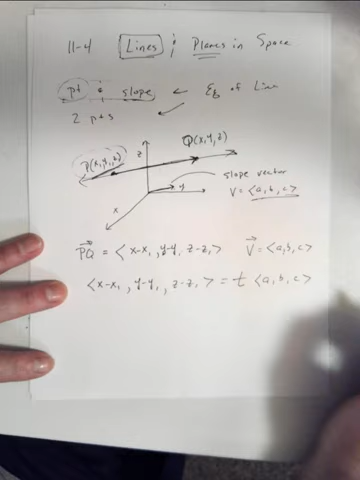 11-4 Lines & Planes in Space
pt & slope ← Eq of Line
2 pts
P(x₁,y₁,z₁) Q(x,y,z)
z
slope vector
y
V = <a,b,c>
x
PQ⃗ = <x-x₁, y-y₁, z-z₁> V⃗ = <a,b,c>
<x-x₁, y-y₁, z-z₁> = t <a,b,c>